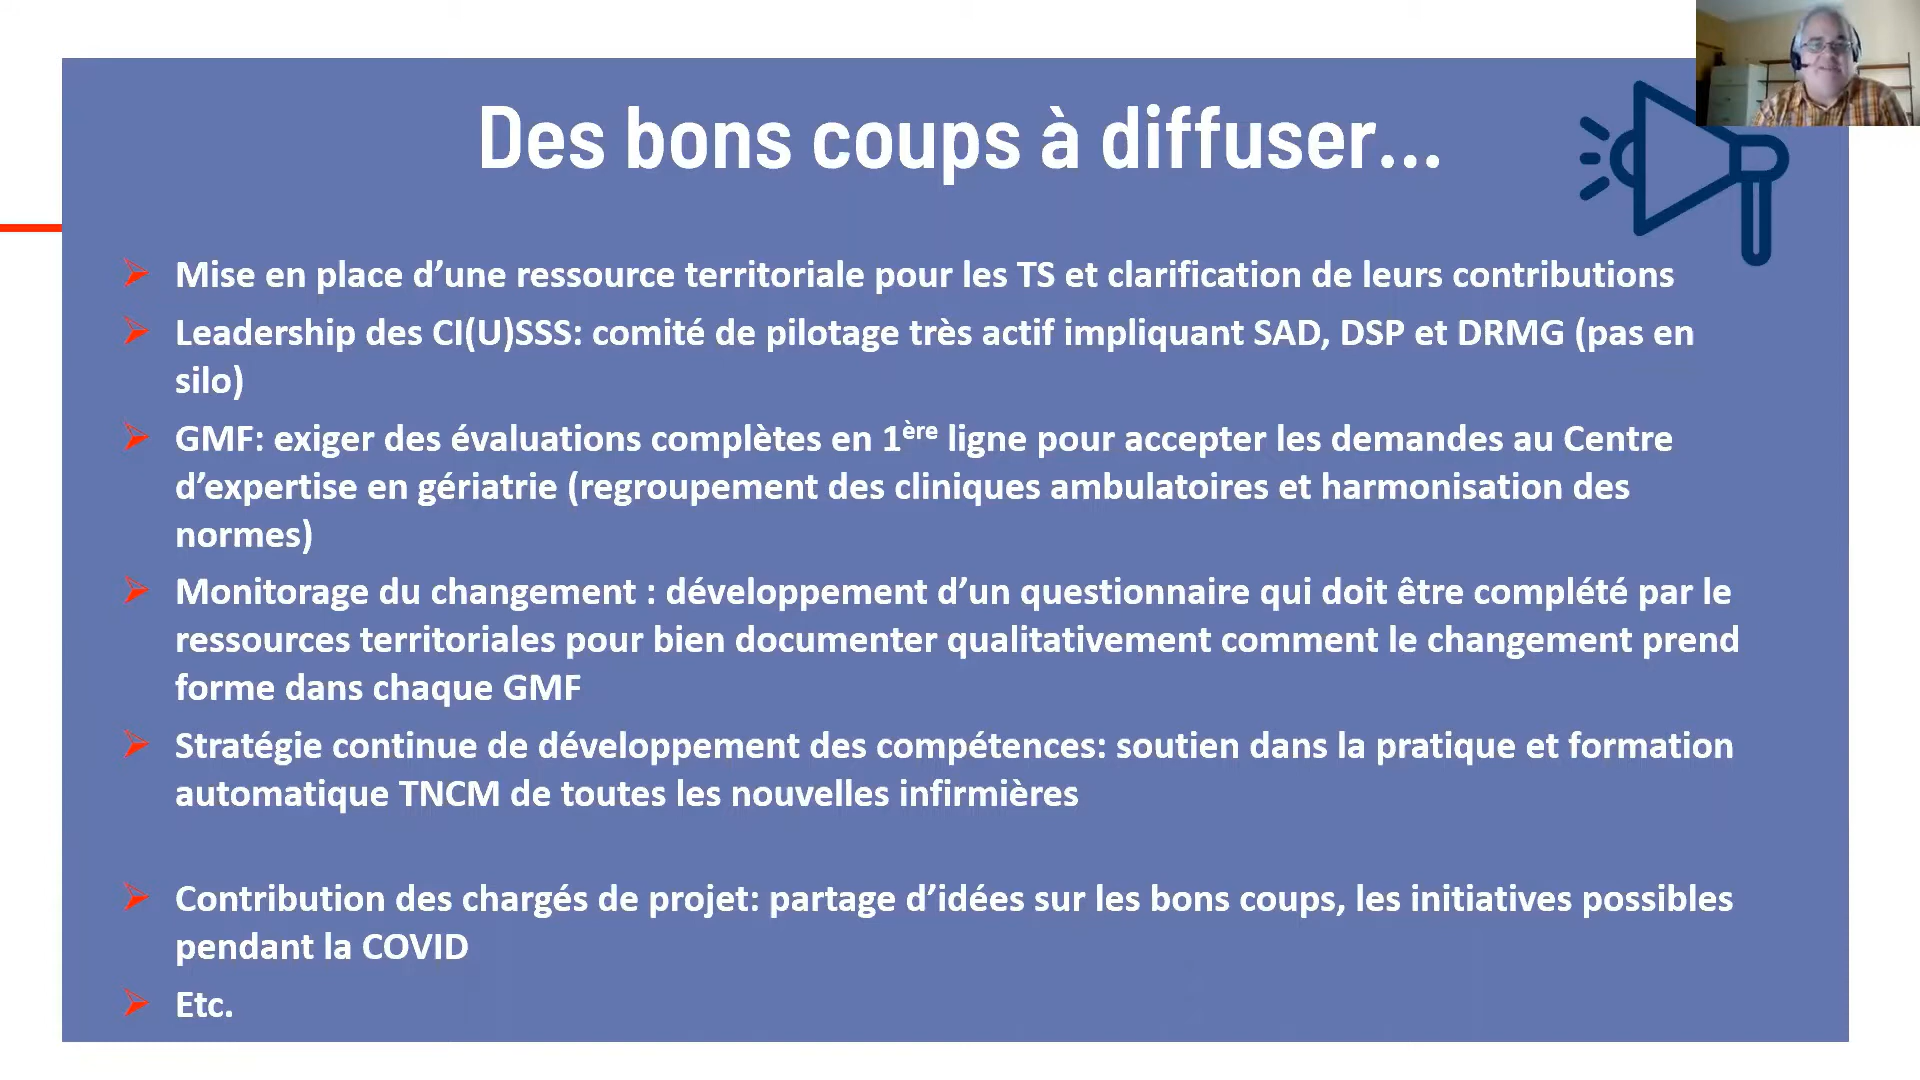 Des bons coups à diffuser...
Mise en place d’une ressource territoriale pour les TS et clarification de leurs contributions
Leadership des CI(U)SSS: comité de pilotage très actif impliquant SAD, DSP et DRMG (pas en
silo)
GMF: exiger des évaluations complètes en 1ère ligne pour accepter les demandes au Centre
d’expertise en gériatrie (regroupement des cliniques ambulatoires et harmonisation des
normes)
Monitorage du changement : développement d’un questionnaire qui doit être complété par le
ressources territoriales pour bien documenter qualitativement comment le changement prend
forme dans chaque GMF
Stratégie continue de développement des compétences: soutien dans la pratique et formation
automatique TNCM de toutes les nouvelles infirmières
Contribution des chargés de projet: partage d’idées sur les bons coups, les initiatives possibles
pendant la COVID
Etc.